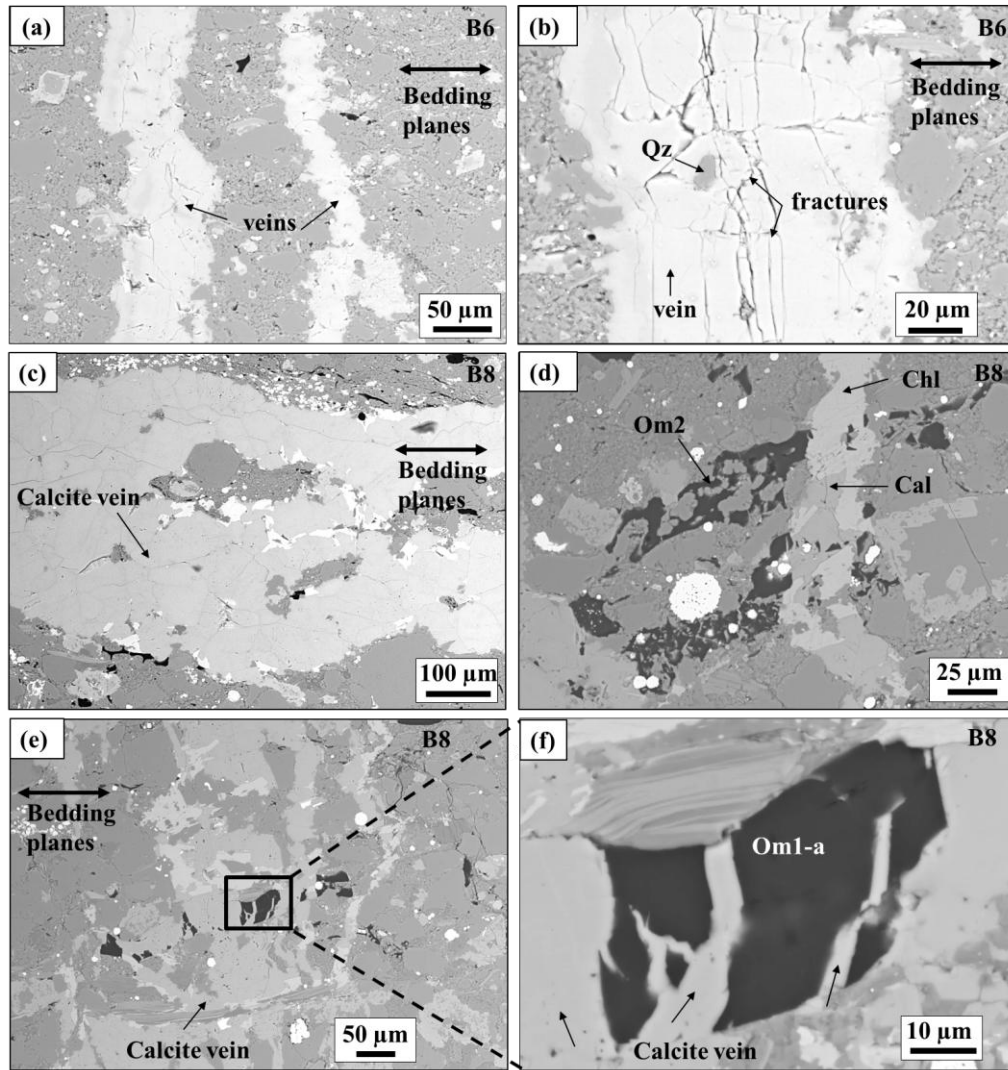 (a)
B6
Bedding
planes
veins
50 µm
(b)
B6
Bedding
planes
Qz
fractures
vein
20 µm
(c)
B8
Bedding
planes
Calcite vein
100 µm
(d)
B8
Chl
Om2
Cal
25 µm
(e)
B8
Bedding
planes
Calcite vein
50 µm
(f)
B8
Om1-a
Calcite vein
10 µm